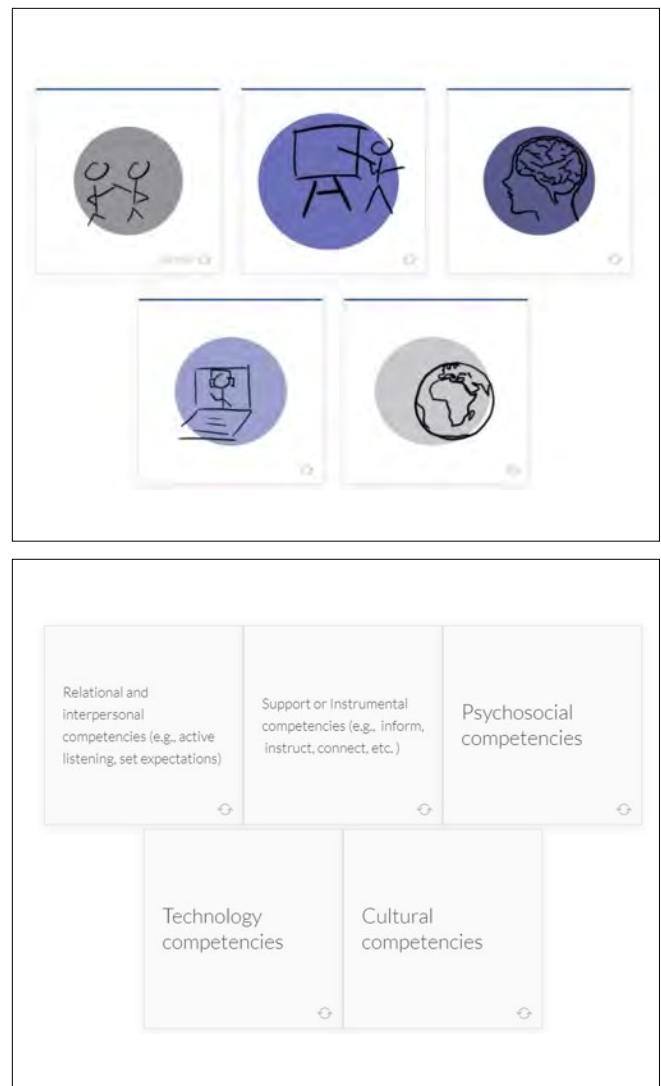 Relational and
interpersonal
competencies (e.g., active
listening, set expectations)
Support or Instrumental
competencies (e.g., inform,
instruct, connect, etc. )
Psychosocial
competencies
Technology
competencies
Cultural
competencies